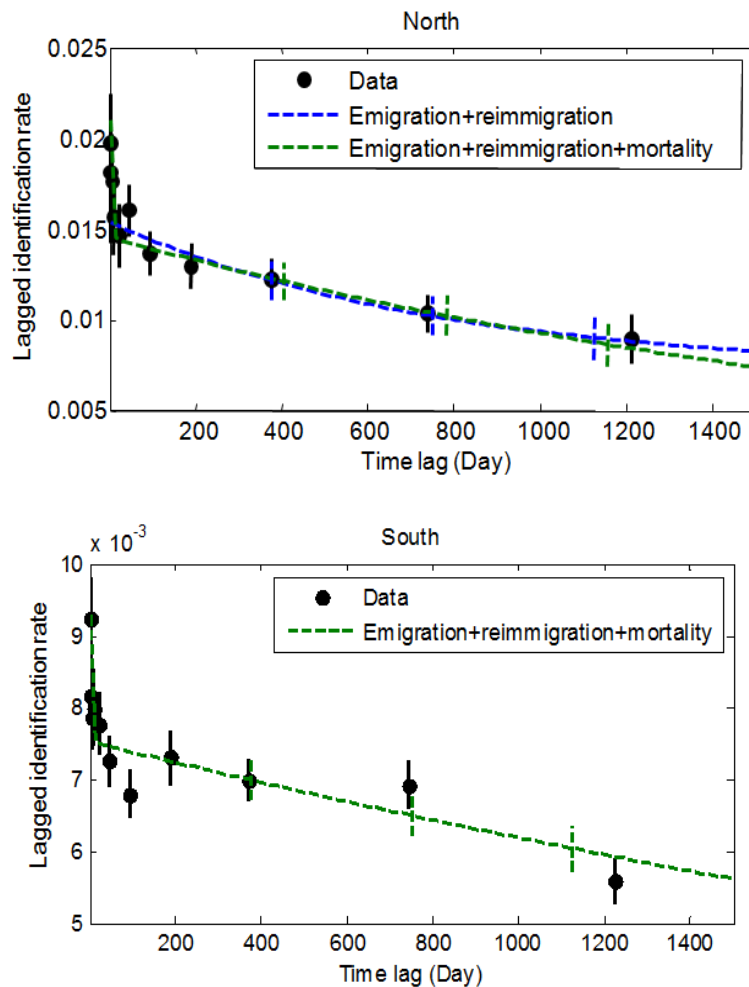 North
0.025
0.02
0.015
0.01
0.005
Lagged identification rate
Data
Emigration+reimmigration
Emigration+reimmigration+mortality
200 400 600 800 1000 1200 1400
Time lag (Day)
South
x 10^-3
10
9
8
7
6
5
Lagged identification rate
Data
Emigration+reimmigration+mortality
200 400 600 800 1000 1200 1400
Time lag (Day)